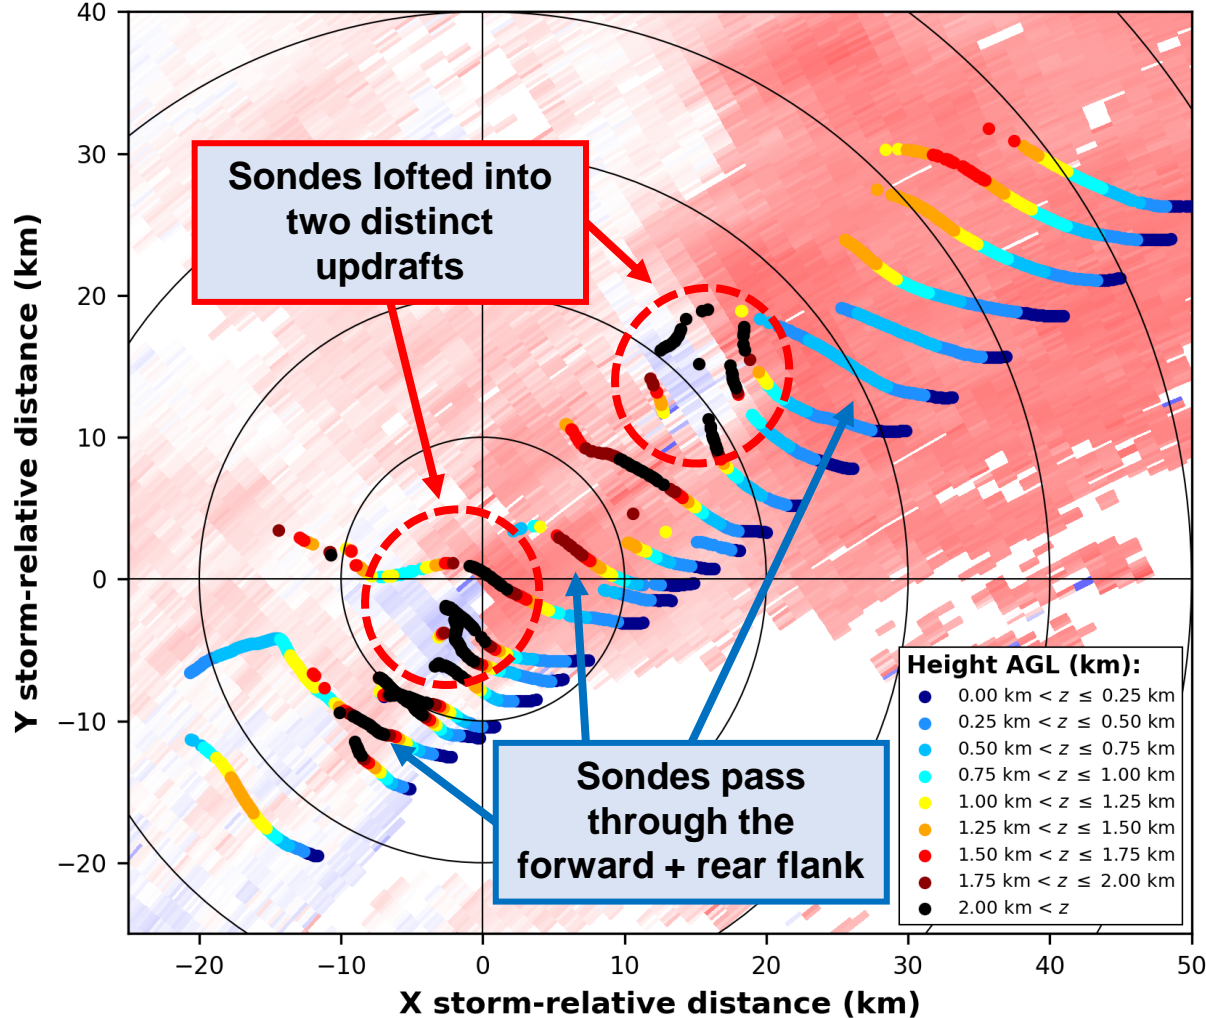 40
30
20
10
0
−10
−20
Y storm-relative distance (km)
Sondes lofted into
two distinct
updrafts
Sondes pass
through the
forward + rear flank
Height AGL (km):
0.00 km < z ≤ 0.25 km
0.25 km < z ≤ 0.50 km
0.50 km < z ≤ 0.75 km
0.75 km < z ≤ 1.00 km
1.00 km < z ≤ 1.25 km
1.25 km < z ≤ 1.50 km
1.50 km < z ≤ 1.75 km
1.75 km < z ≤ 2.00 km
2.00 km < z
−20 −10 0 10 20 30 40 50
X storm-relative distance (km)